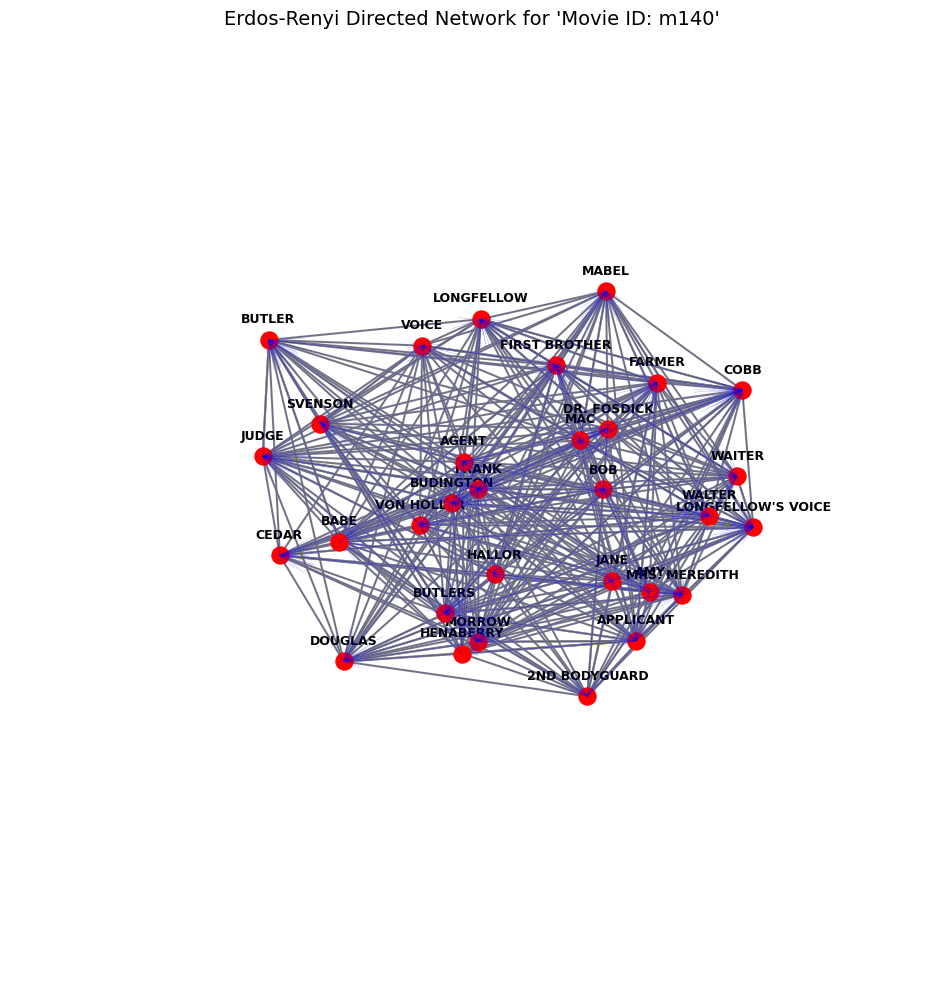 Erdos-Renyi Directed Network for 'Movie ID: m140'
MABEL
LONGFELLOW
BUTLER
VOICE
FIRST BROTHER
FARMER
COBB
SVENSON
DR. FOSDICK
MAC
JUDGE
AGENT
WAITER
FRANK
BOB
BUDINGTON
WALTER
VON HOLLER
LONGFELLOW'S VOICE
BABE
CEDAR
HALLOR
JANE
AMY
MRS. MEREDITH
BUTLERS
MORROW
APPLICANT
HENABERRY
DOUGLAS
2ND BODYGUARD